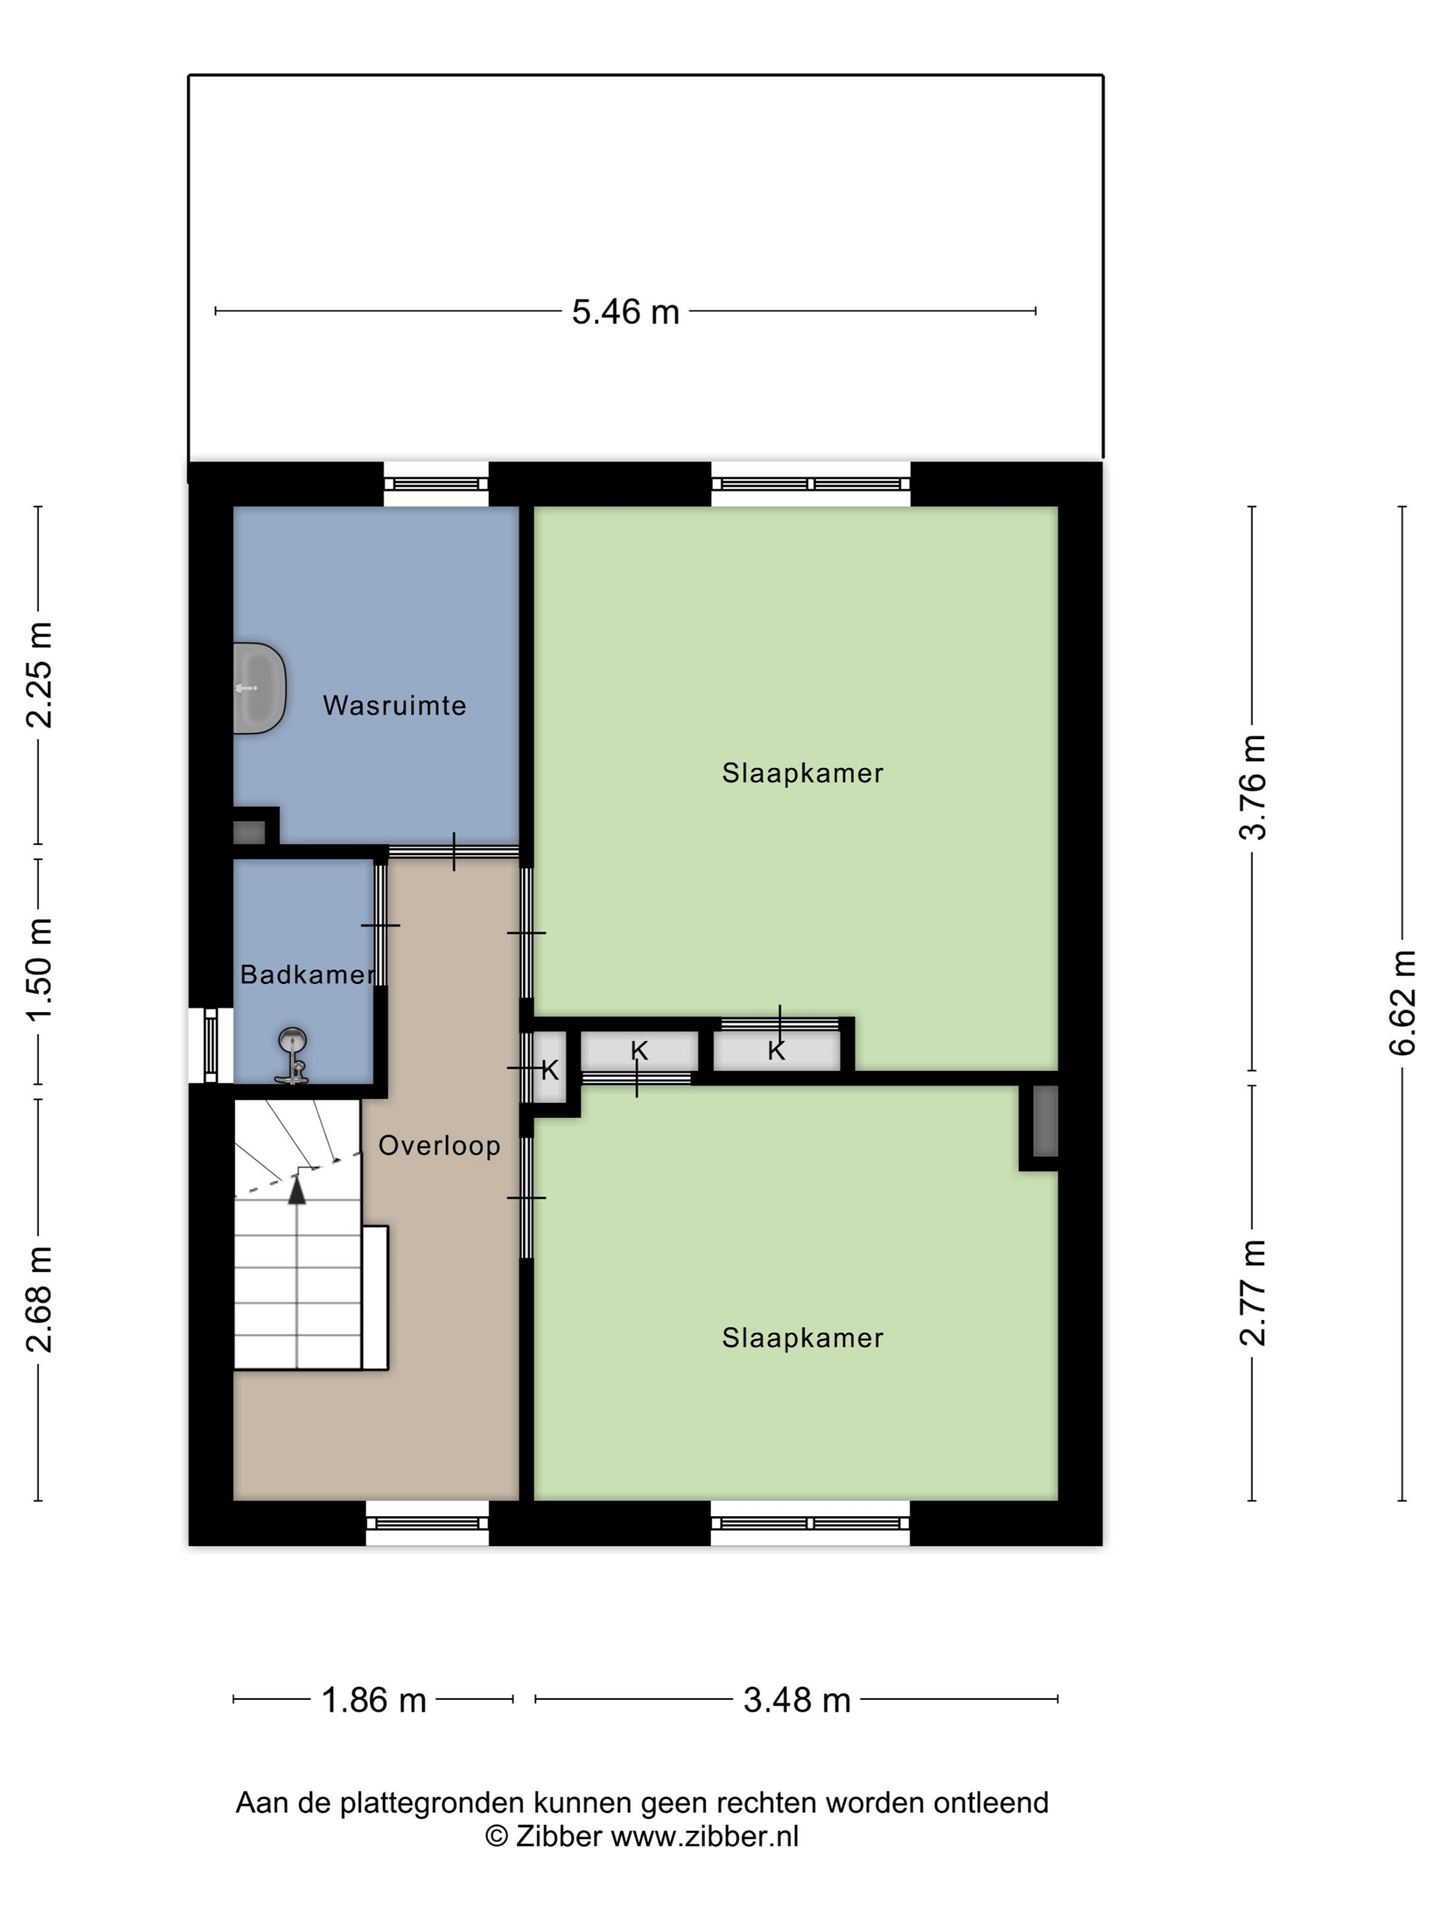 5.46 m
2.25 m
Wasruimte
Slaapkamer
3.76 m
1.50 m
Badkamer
6.62 m
K
K
K
Overloop
2.68 m
2.77 m
Slaapkamer
1.86 m
3.48 m
Aan de plattegronden kunnen geen rechten worden ontleend
© Zibber www.zibber.nl